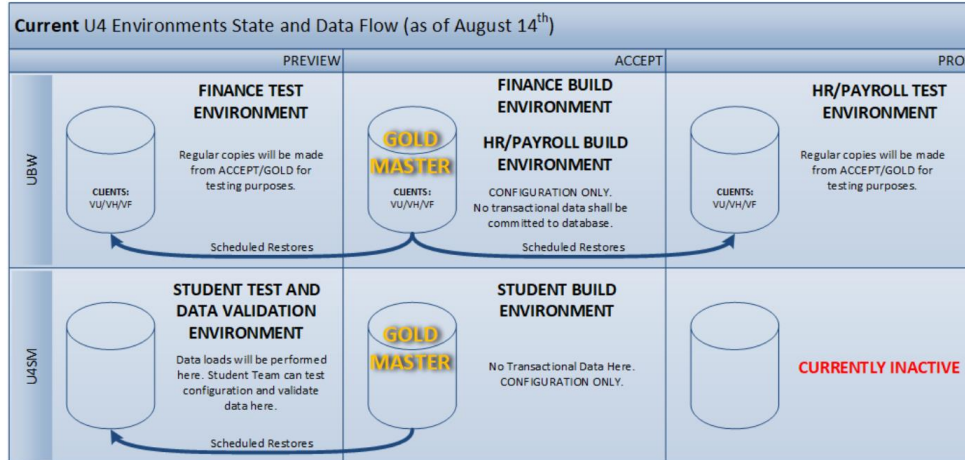 Current U4 Environments State and Data Flow (as of August 14th)
PREVIEW
ACCEPT
PRO
UBW
FINANCE TEST
ENVIRONMENT
Regular copies will be made
from ACCEPT/GOLD for
testing purposes.
CLIENTS:
VU/VH/VF
GOLD
MASTER
CLIENTS:
VU/VH/VF
FINANCE BUILD
ENVIRONMENT
HR/PAYROLL BUILD
ENVIRONMENT
CONFIGURATION ONLY.
No transactional data shall be
committed to database.
CLIENTS:
VU/VH/VF
HR/PAYROLL TEST
ENVIRONMENT
Regular copies will be made
from ACCEPT/GOLD for
testing purposes.
Scheduled Restores
Scheduled Restores
U4SM
STUDENT TEST AND
DATA VALIDATION
ENVIRONMENT
Data loads will be performed
here. Student Team can test
configuration and validate
data here.
GOLD
MASTER
STUDENT BUILD
ENVIRONMENT
No Transactional Data Here.
CONFIGURATION ONLY.
CURRENTLY INACTIVE
Scheduled Restores